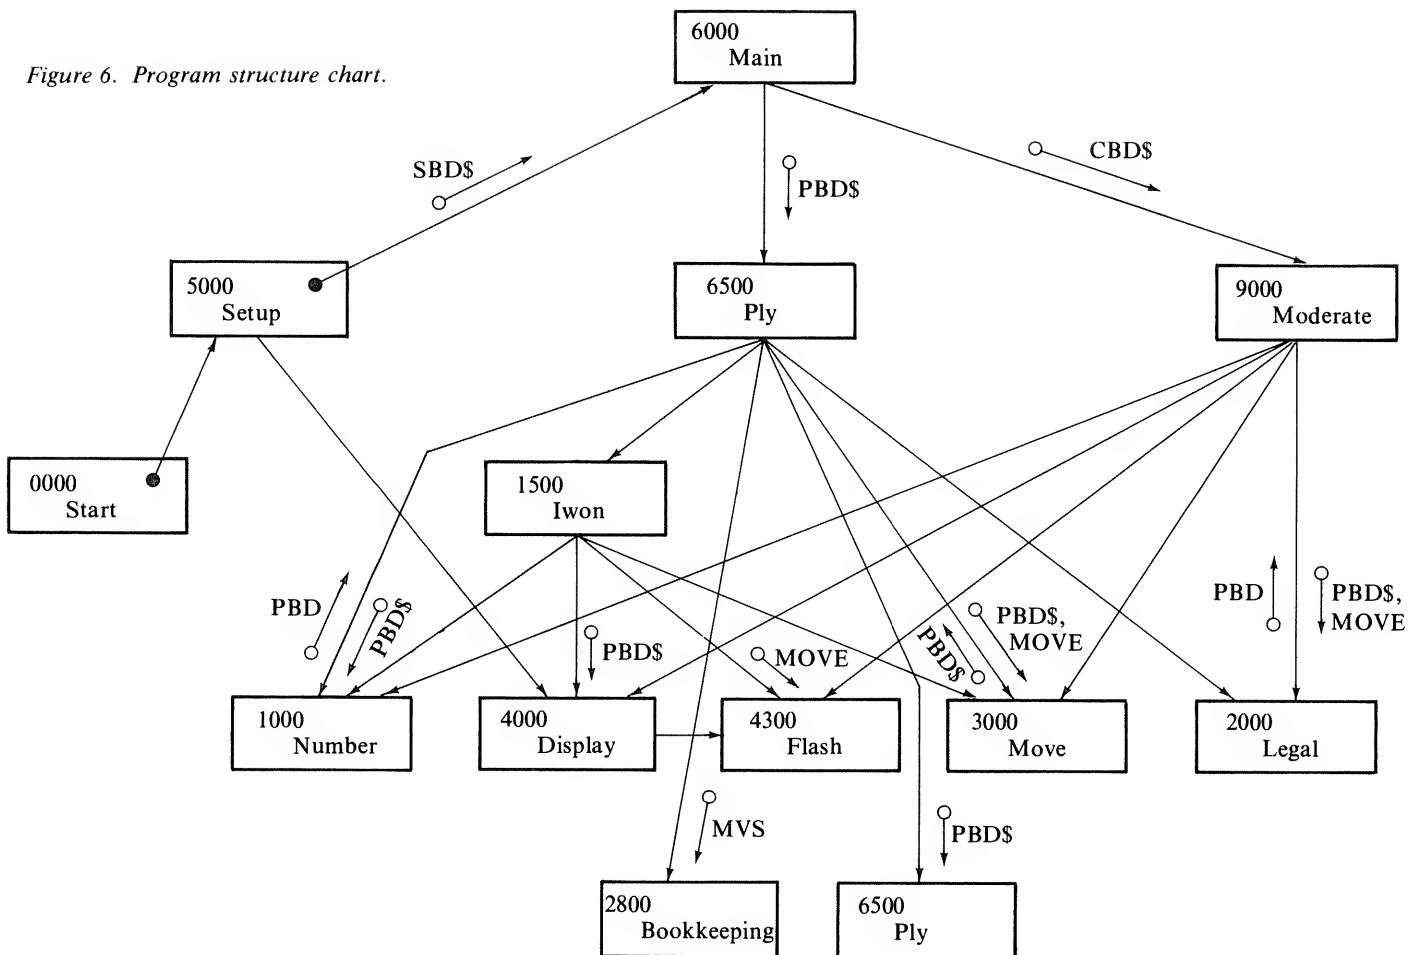 6000
Main
Figure 6. Program structure chart.
SBD$
PBD$
CBD$
5000
Setup
6500
Ply
9000
Moderate
0000
Start
1500
Iwon
PBD
PBD$
PBD$
MOVE
PBD$
PBD$,
MOVE
PBD
PBD$,
MOVE
1000
Number
4000
Display
4300
Flash
3000
Move
2000
Legal
MVS
PBD$
2800
Bookkeeping
6500
Ply